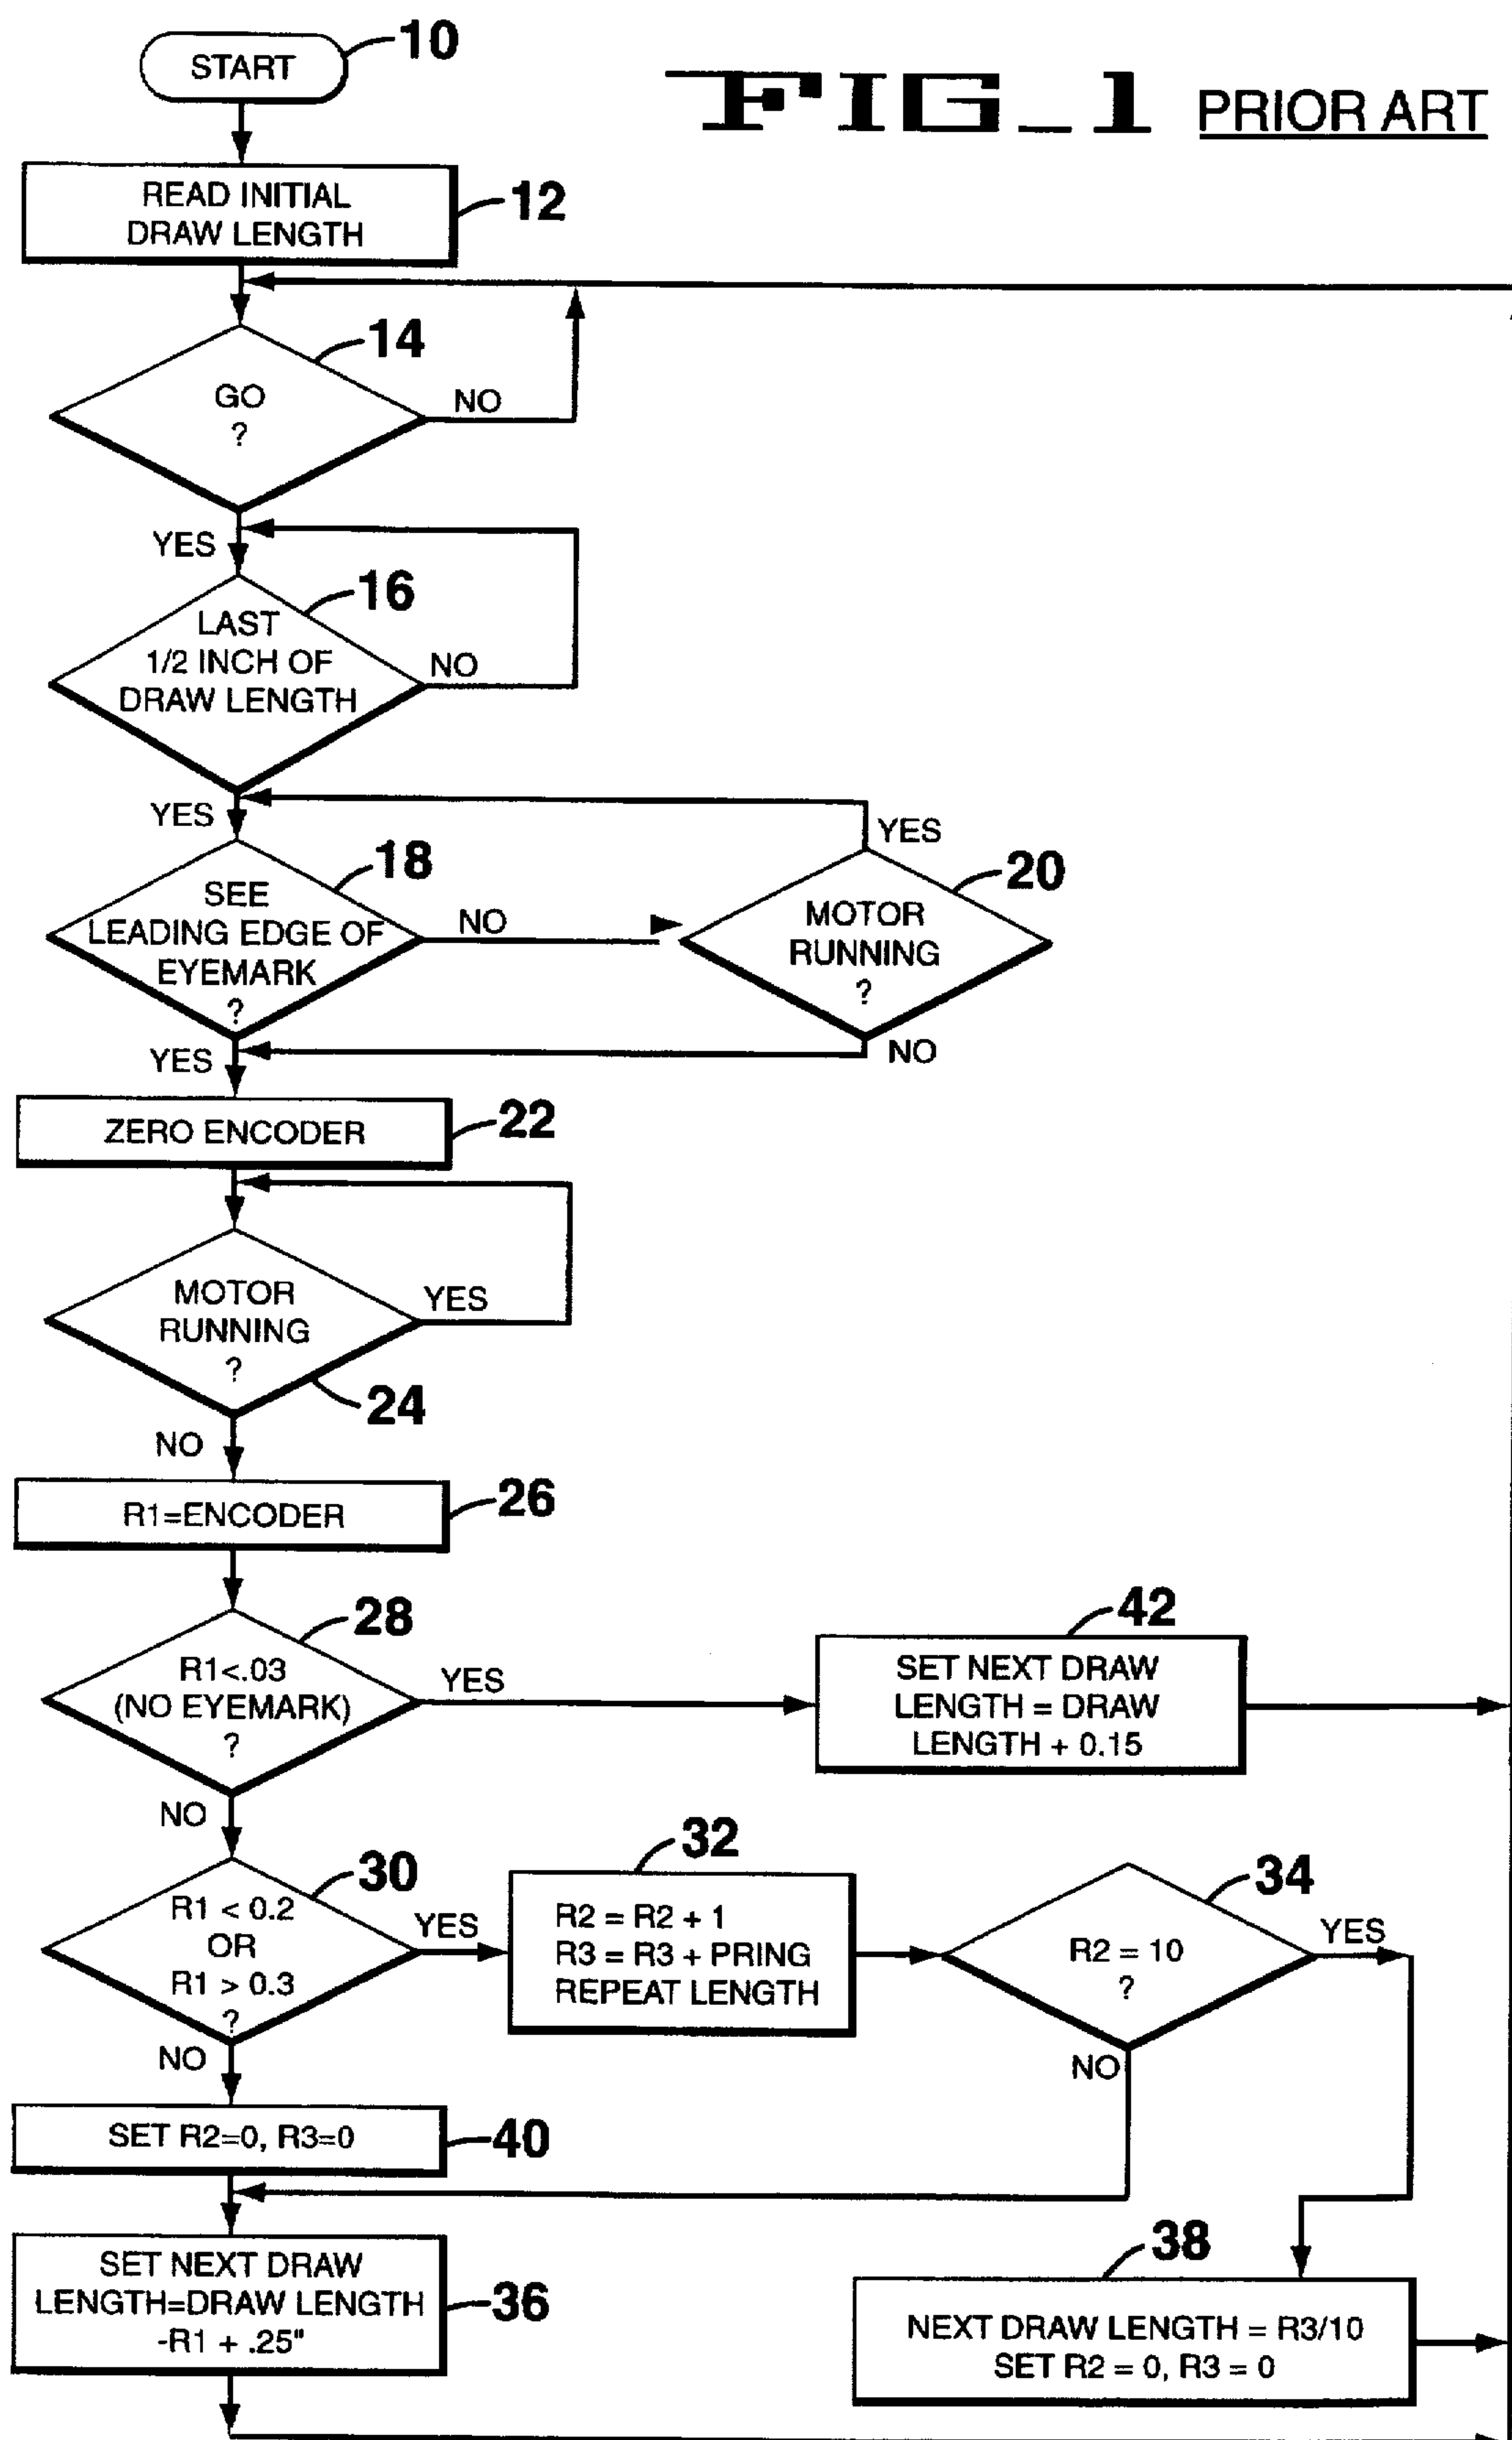 START
10
FIG_1 PRIOR ART
READ INITIAL
DRAW LENGTH
12
14
GO
?
NO
YES
16
LAST
1/2 INCH OF
DRAW LENGTH
NO
YES
18
SEE
LEADING EDGE OF
EYEMARK
?
NO
YES
20
MOTOR
RUNNING
?
YES
NO
ZERO ENCODER
22
MOTOR
RUNNING
?
YES
24
NO
R1=ENCODER
26
28
R1<.03
(NO EYEMARK)
?
YES
42
SET NEXT DRAW
LENGTH = DRAW
LENGTH + 0.15
NO
30
R1 < 0.2
OR
R1 > 0.3
?
YES
32
R2 = R2 + 1
R3 = R3 + PRING
REPEAT LENGTH
34
R2 = 10
?
YES
NO
NO
SET R2=0, R3=0
40
SET NEXT DRAW
LENGTH=DRAW LENGTH
-R1 + .25"
36
38
NEXT DRAW LENGTH = R3/10
SET R2 = 0, R3 = 0